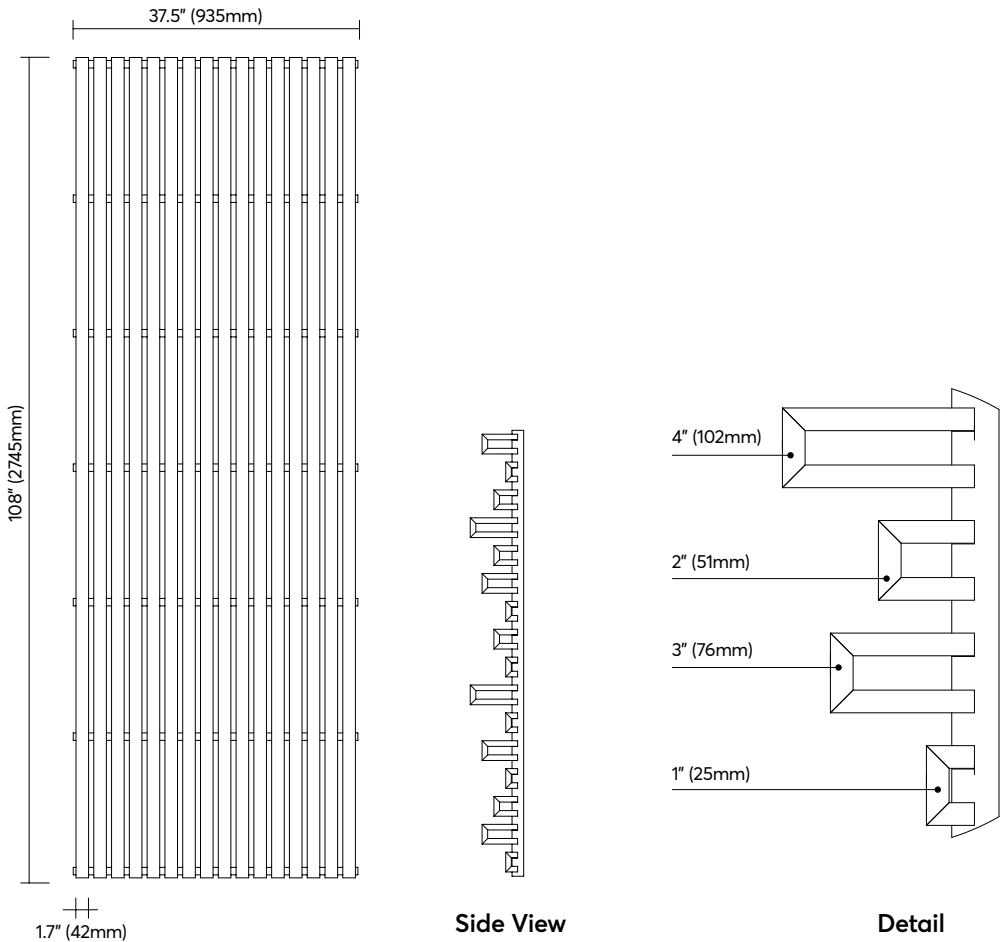 37.5" (935mm)
108" (2745mm)
1.7" (42mm)
4" (102mm)
2" (51mm)
3" (76mm)
1" (25mm)
Side View
Detail